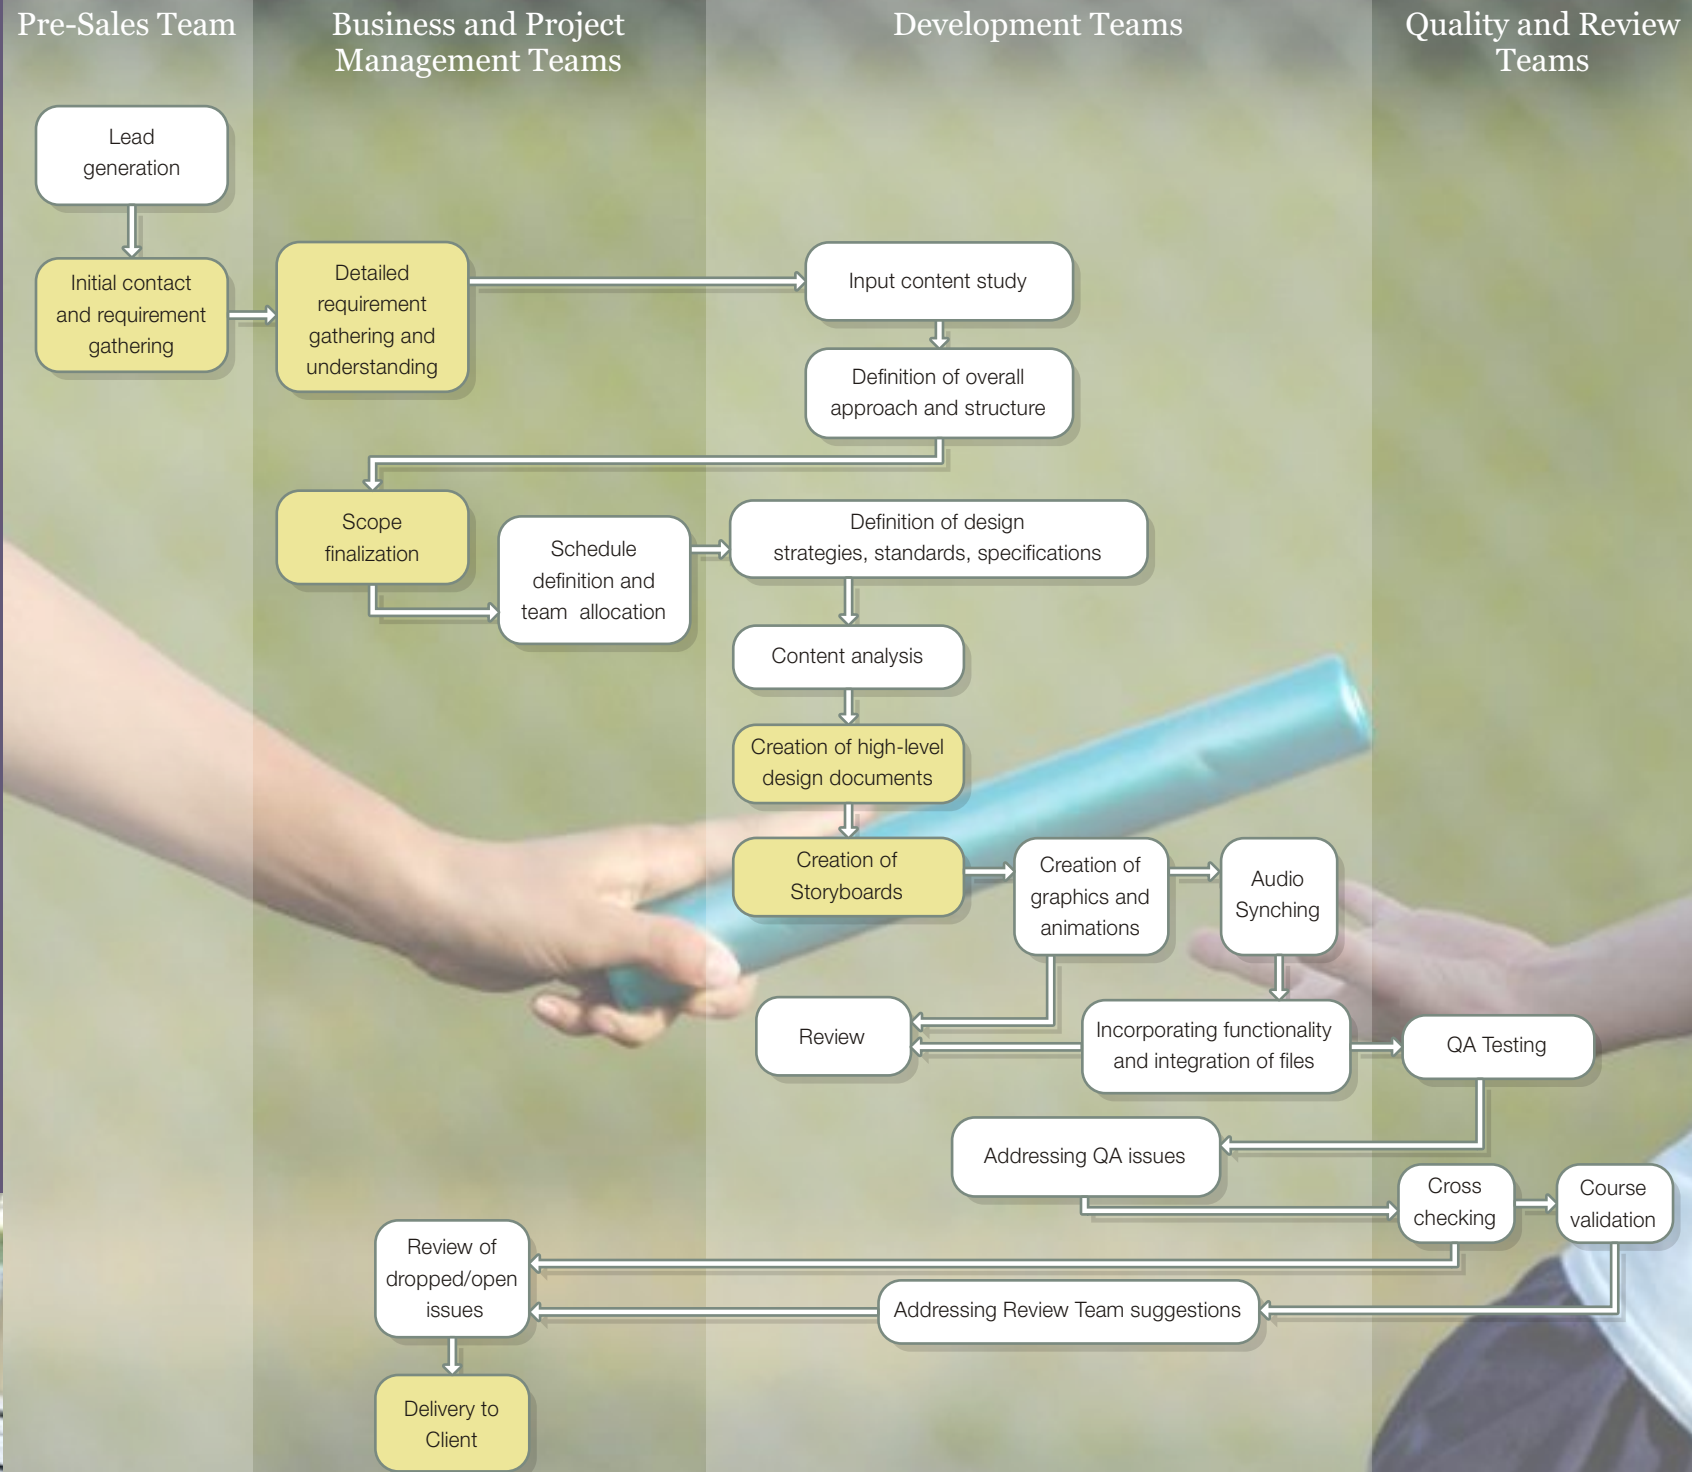 Pre-Sales Team
Business and Project
Management Teams
Development Teams
Quality and Review
Teams
Lead
generation
Initial contact
and requirement
gathering
Detailed
requirement
gathering and
understanding
Input content study
Definition of overall
approach and structure
Scope
finalization
Schedule
definition and
team allocation
Definition of design
strategies, standards, specifications
Content analysis
Creation of high-level
design documents
Creation of
Storyboards
Creation of
graphics and
animations
Audio
Synching
Review
Incorporating functionality
and integration of files
QA Testing
Addressing QA issues
Cross
checking
Course
validation
Review of
dropped/open
issues
Addressing Review Team suggestions
Delivery to
Client